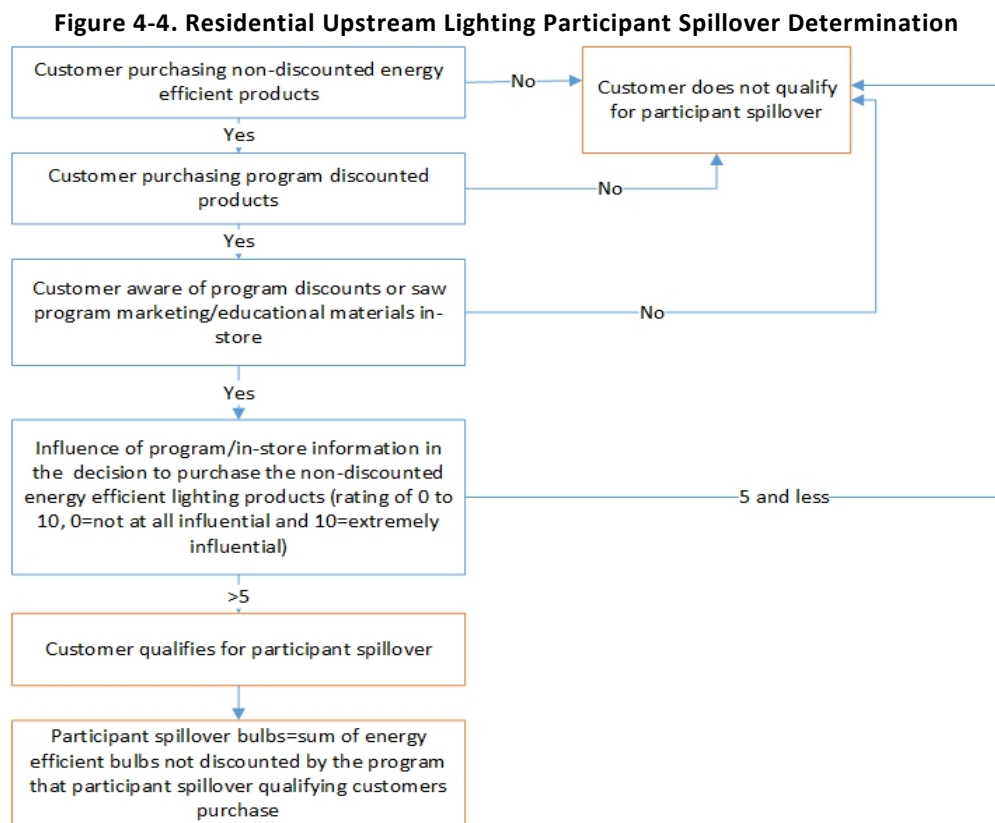 Figure 4-4. Residential Upstream Lighting Participant Spillover Determination
Customer purchasing non-discounted energy
efficient products
No
Customer does not qualify
for participant spillover
Yes
Customer purchasing program discounted
products
No
Yes
Customer aware of program discounts or saw
program marketing/educational materials in-
store
No
Yes
Influence of program/in-store information in
the decision to purchase the non-discounted
energy efficient lighting products (rating of 0 to
10, 0=not at all influential and 10=extremely
influential)
5 and less
>5
Customer qualifies for participant spillover
Participant spillover bulbs=sum of energy
efficient bulbs not discounted by the program
that participant spillover qualifying customers
purchase